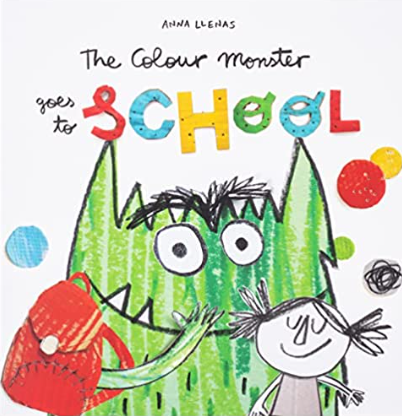 ANNA LLENAS
The Colour Monster
goes to SCHOOL